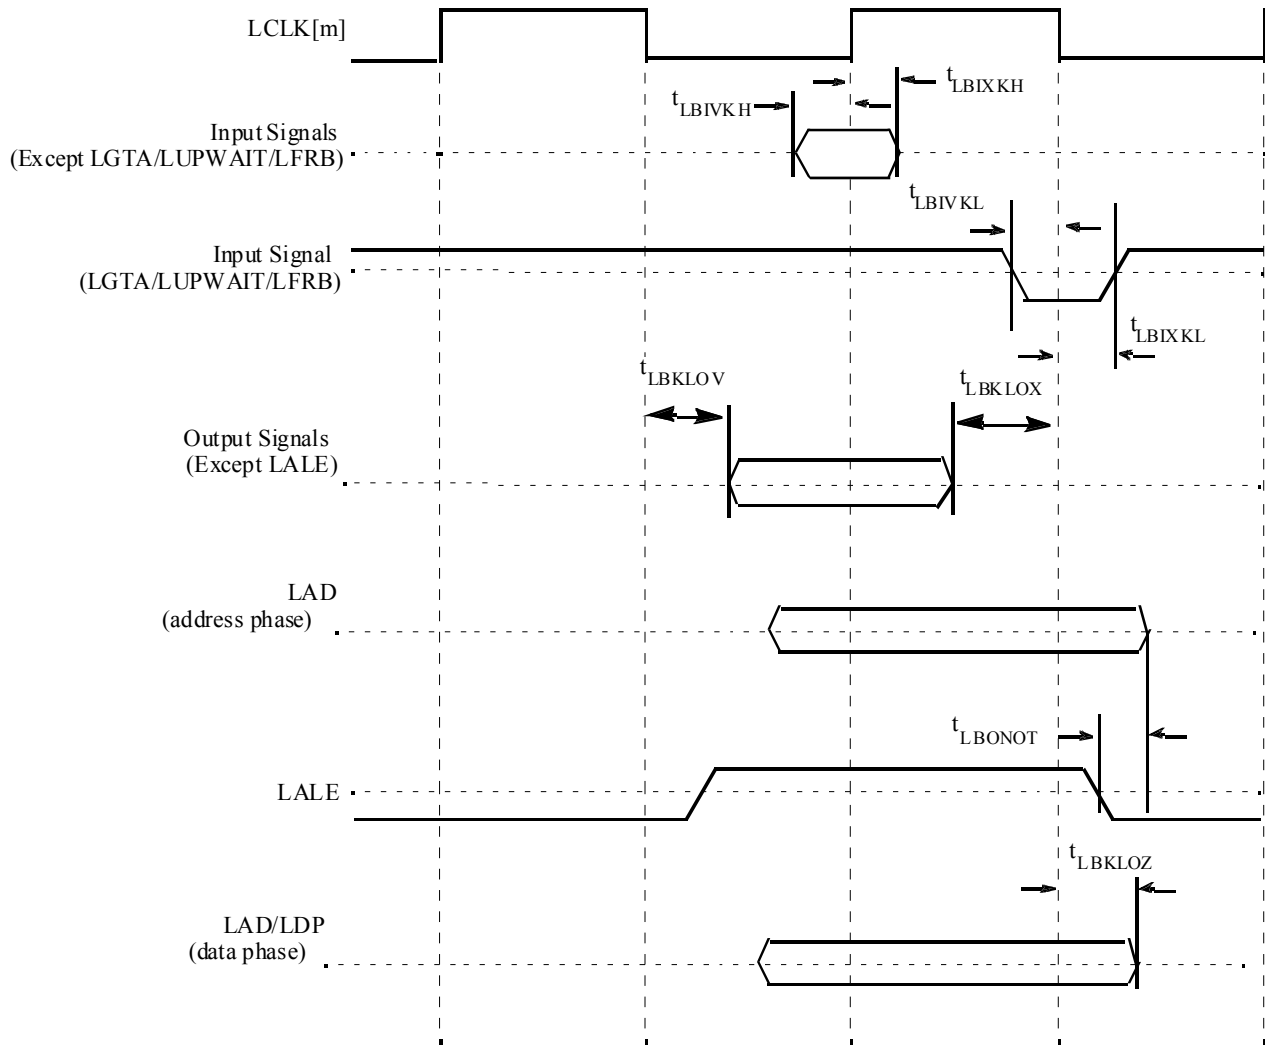 LCLK[m]
tLBIXKH
tLBIVKH
Input Signals
(Except LGTA/LUPWAIT/LFRB)
tLBIVKL
Input Signal
(LGTA/LUPWAIT/LFRB)
tLBIXKL
tLBKLOV
tLBKLOX
Output Signals
(Except LALE)
LAD
(address phase)
tLBONOT
LALE
tLBKLOZ
LAD/LDP
(data phase)